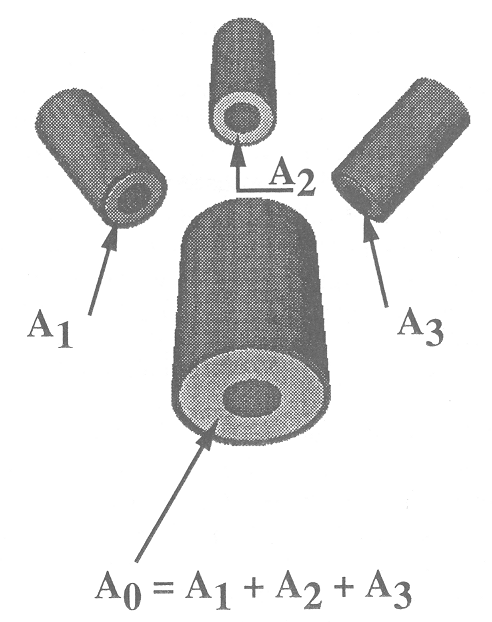 A2
A1
A3
A0 = A1 + A2 + A3